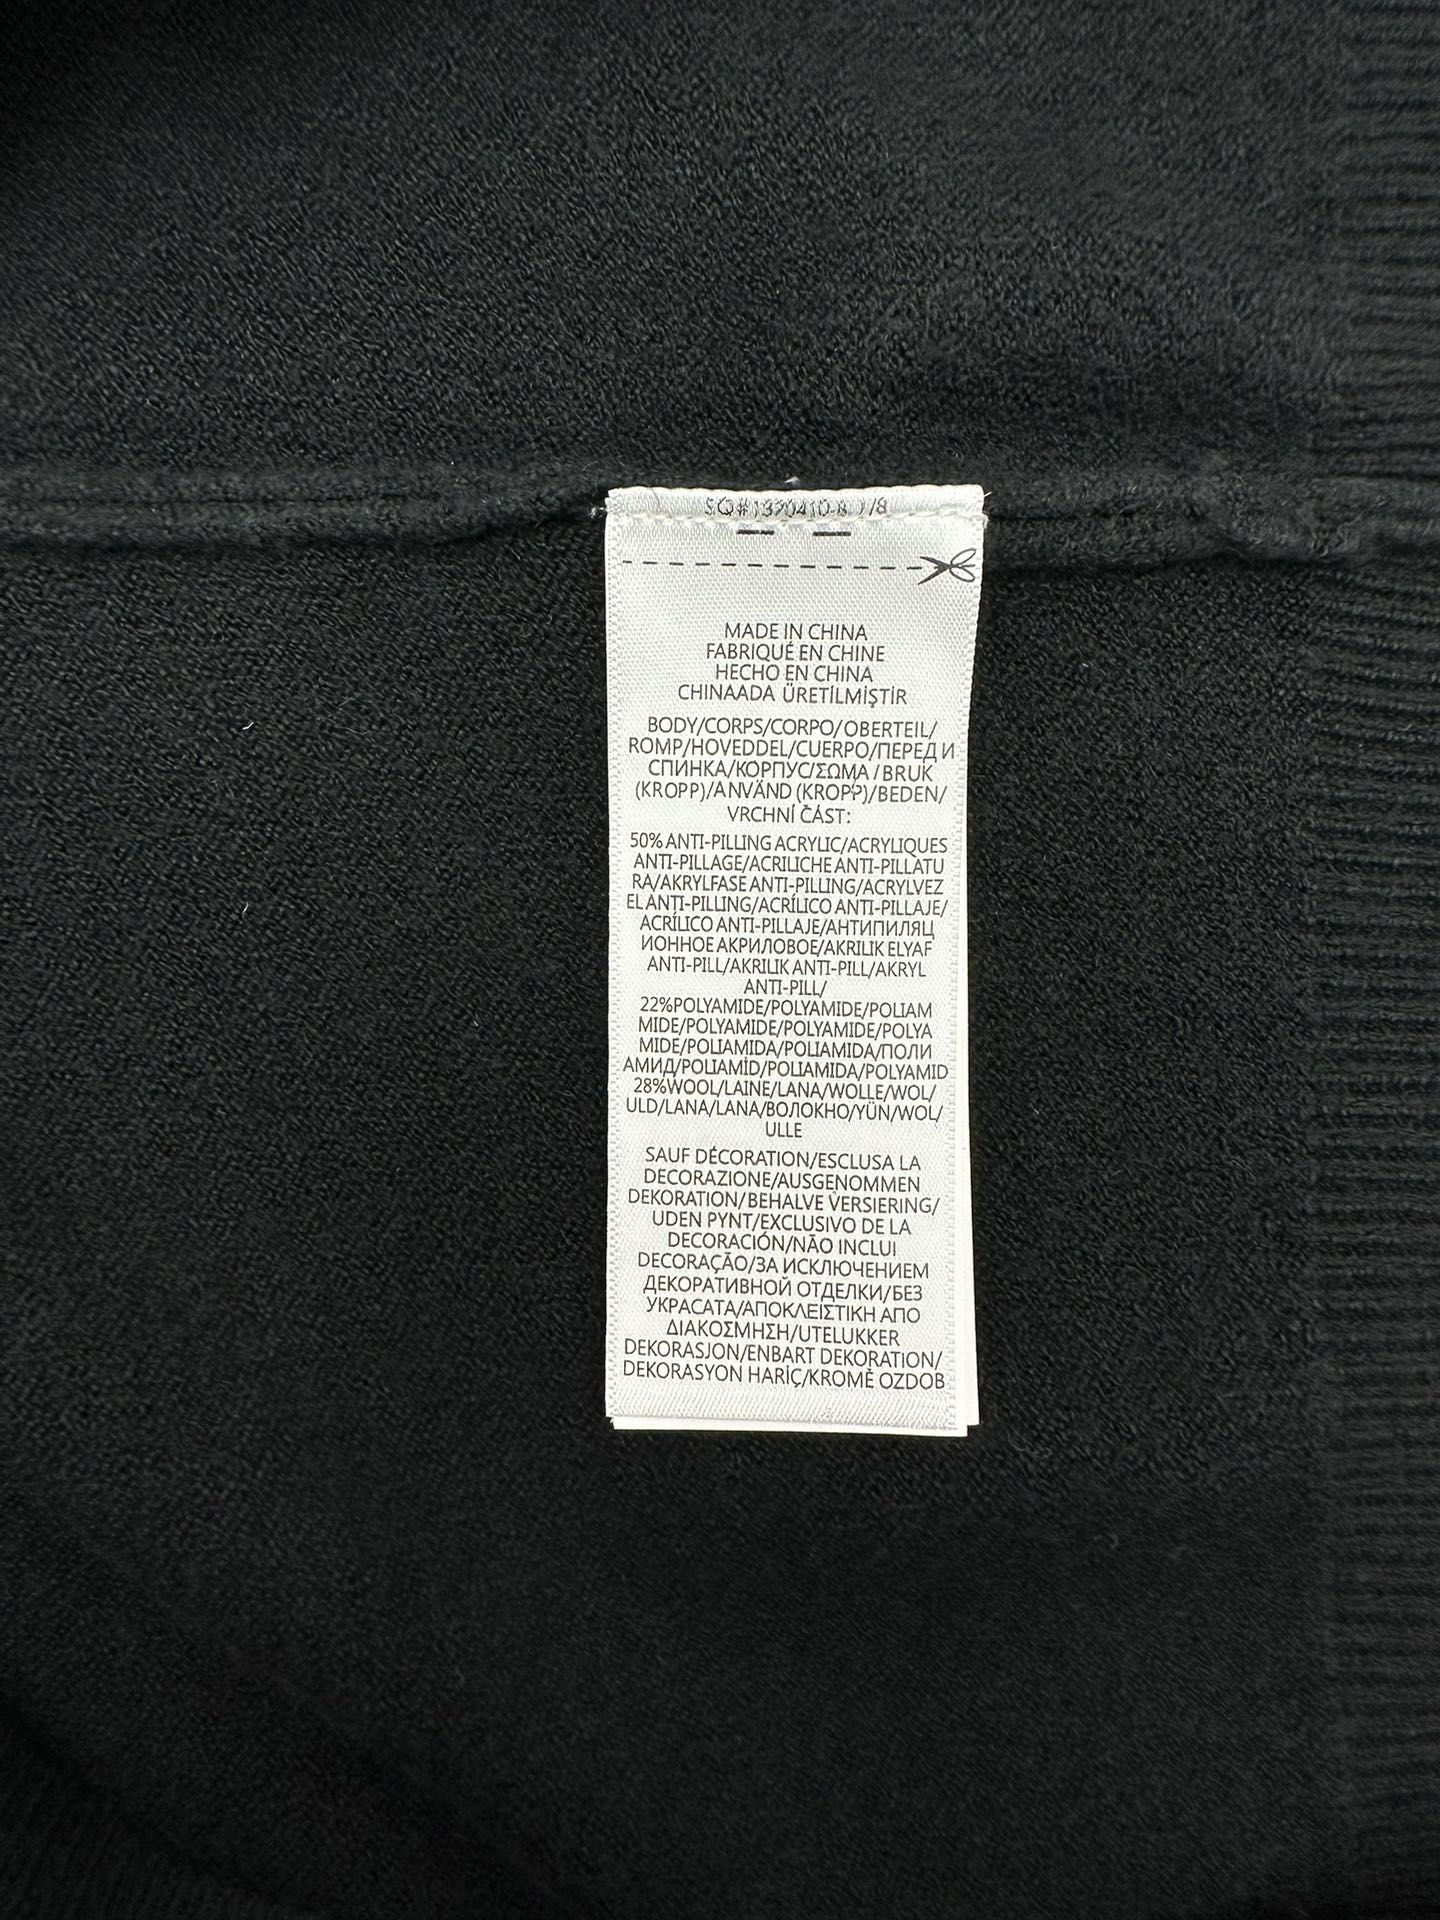 MADE IN CHINA
FABRIQUÉ EN CHINE
HECHO EN CHINA
CHINAADA ÜRETİLMİŞTİR
BODY/CORPS/CORPO/OBERTEIL/
ROMP/HOVEDDEL/CUERPO/ПЕРЕД И
СПИНКА/КОРПУС/ΣΩΜΑ/BRUK
(KROPP)/ANVÄND (KROPP)/BEDEN/
VRCHNÍ ČÁST:
50% ANTI-PILLING ACRYLIC/ACRYLIQUES
ANTI-PILLAGE/ACRILICHE ANTI-PILLATU
RA/AKRYLFASE ANTI-PILLING/ACRYLVEZ
EL ANTI-PILLING/ACRÍLICO ANTI-PILLAJE/
ACRÍLICO ANTI-PILLAJE/АНТИПИЛЯЦ
ИОННОЕ АКРИЛОВОЕ/AKRILIK ELYAF
ANTI-PILL/AKRILIK ANTI-PILL/AKRYL
ANTI-PILL/
22%POLYAMIDE/POLYAMIDE/POLIAM
MIDE/POLYAMIDE/POLYAMIDE/POLYA
MIDE/POLIAMIDA/POLIAMIDA/ПОЛИ
АМИД/POLIAMİD/POLIAMIDA/POLYAMID
28%WOOL/LAINE/LANA/WOLLE/WOL/
ULD/LANA/LANA/ВОЛОКНО/YÜN/WOL/
ULLE
SAUF DÉCORATION/ESCLUSA LA
DECORAZIONE/AUSGENOMMEN
DEKORATION/BEHALVE VERSIERING/
UDEN PYNT/EXCLUSIVO DE LA
DECORACIÓN/NÃO INCLUI
DECORAÇÃO/ЗА ИСКЛЮЧЕНИЕМ
ДЕКОРАТИВНОЙ ОТДЕЛКИ/БЕЗ
УКРАСАТА/ΑΠΟΚΛΕΙΣΤΙΚΗ ΑΠΟ
ΔΙΑΚΟΣΜΗΣΗ/UTELUKKER
DEKORASJON/ENBART DEKORATION/
DEKORASYON HARİÇ/KROMĚ OZDOB